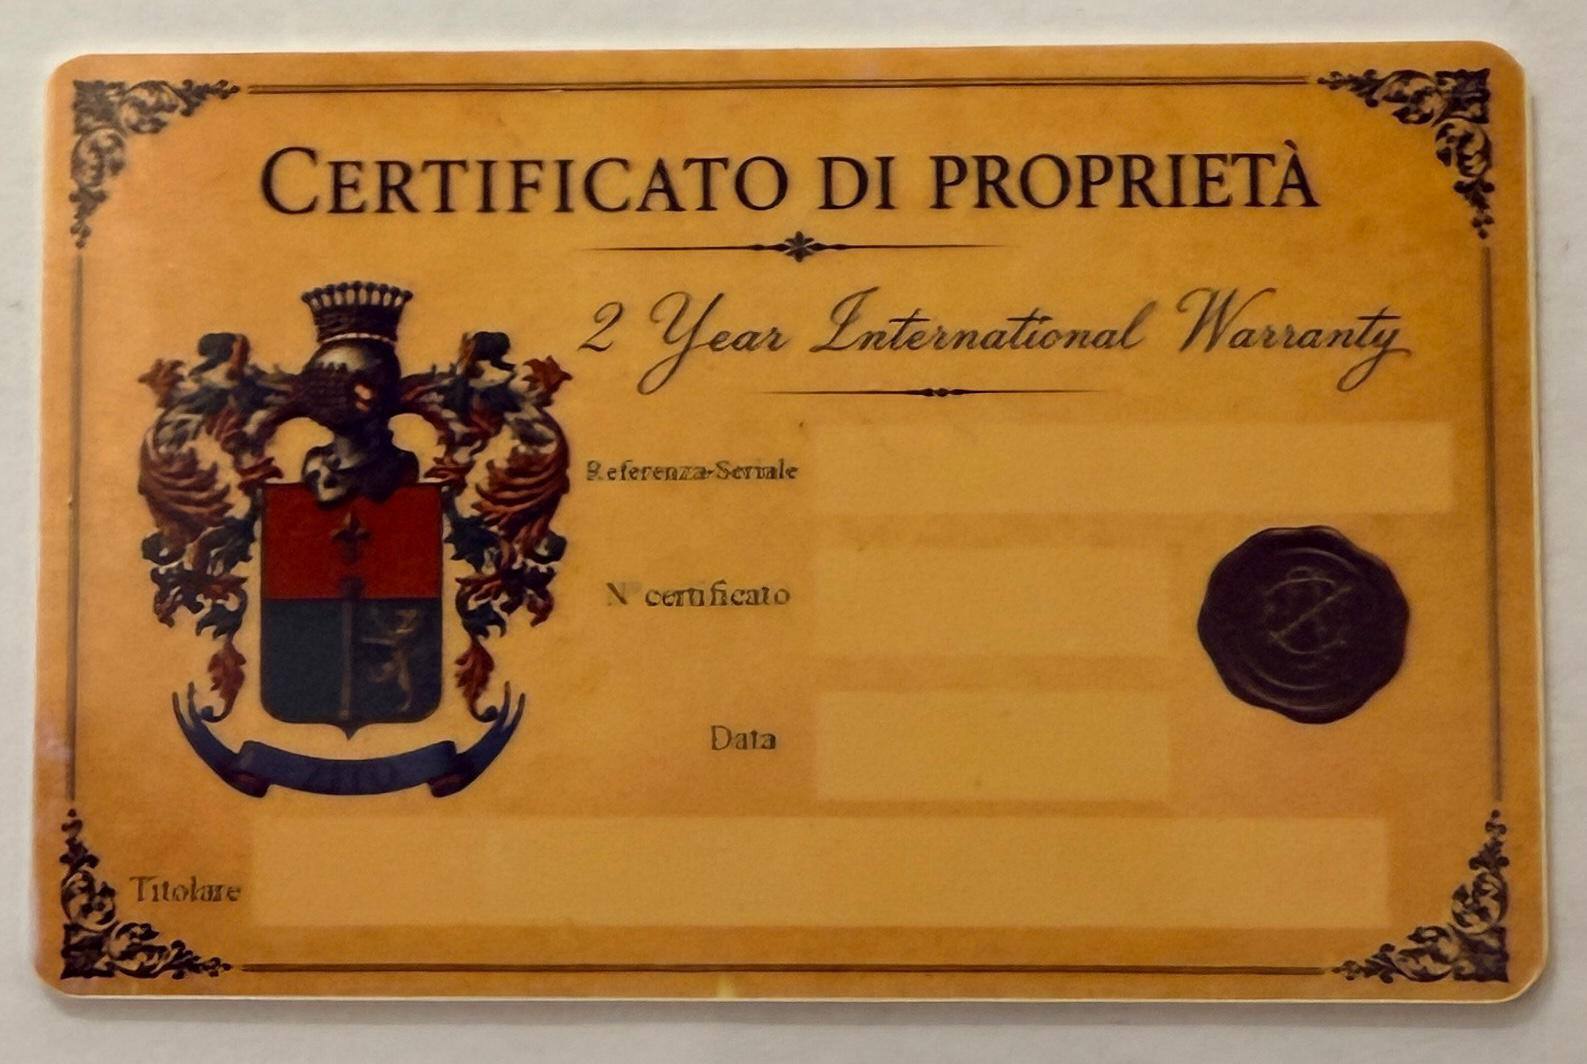 CERTIFICATO DI PROPRIETÀ
2 Year International Warranty
Referenza-Seriale
N° certificato
Data
Titolare